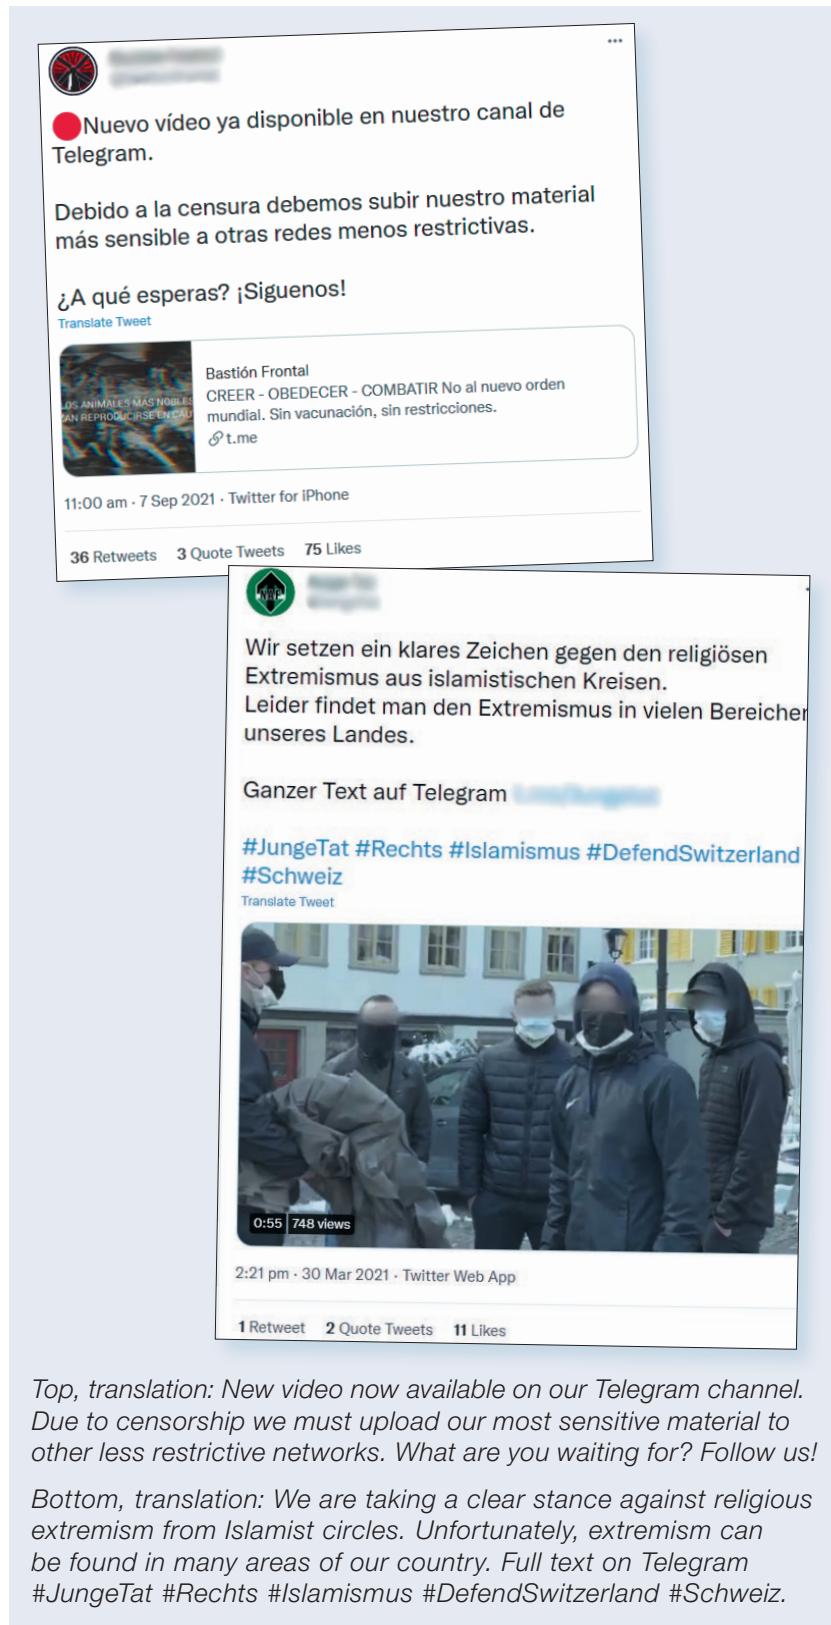 Nuevo vídeo ya disponible en nuestro canal de
Telegram.
Debido a la censura debemos subir nuestro material
más sensible a otras redes menos restrictivas.
¿A qué esperas? ¡Siguenos!
Translate Tweet
LOS ANIMALES MÁS NOBLES
REPRODUCIRSE EN
Bastión Frontal
CREER - OBEDECER - COMBATIR No al nuevo orden
mundial. Sin vacunación, sin restricciones.
t.me
11:00 am · 7 Sep 2021 · Twitter for iPhone
36 Retweets 3 Quote Tweets 75 Likes
Wir setzen ein klares Zeichen gegen den religiösen
Extremismus aus islamistischen Kreisen.
Leider findet man den Extremismus in vielen Bereichen
unseres Landes.
Ganzer Text auf Telegram
#JungeTat #Rechts #Islamismus #DefendSwitzerland
#Schweiz
Translate Tweet
0:55 748 views
2:21 pm · 30 Mar 2021 · Twitter Web App
1 Retweet 2 Quote Tweets 11 Likes
Top, translation: New video now available on our Telegram channel.
Due to censorship we must upload our most sensitive material to
other less restrictive networks. What are you waiting for? Follow us!
Bottom, translation: We are taking a clear stance against religious
extremism from Islamist circles. Unfortunately, extremism can
be found in many areas of our country. Full text on Telegram
#JungeTat #Rechts #Islamismus #DefendSwitzerland #Schweiz.